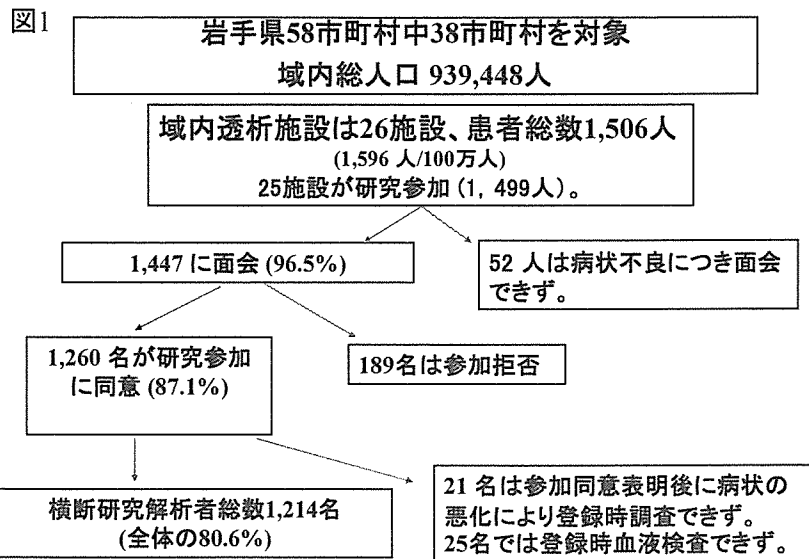 図1
岩手県58市町村中38市町村を対象
域内総人口 939,448人
域内透析施設は26施設、患者総数1,506人
(1,596 人/100万人)
25施設が研究参加 (1, 499人)。
1,447 に面会 (96.5%)
52 人は病状不良につき面会
できず。
1,260 名が研究参加
に同意 (87.1%)
189名は参加拒否
横断研究解析者総数1,214名
(全体の80.6%)
21 名は参加同意表明後に病状の
悪化により登録時調査できず。
25名では登録時血液検査できず。